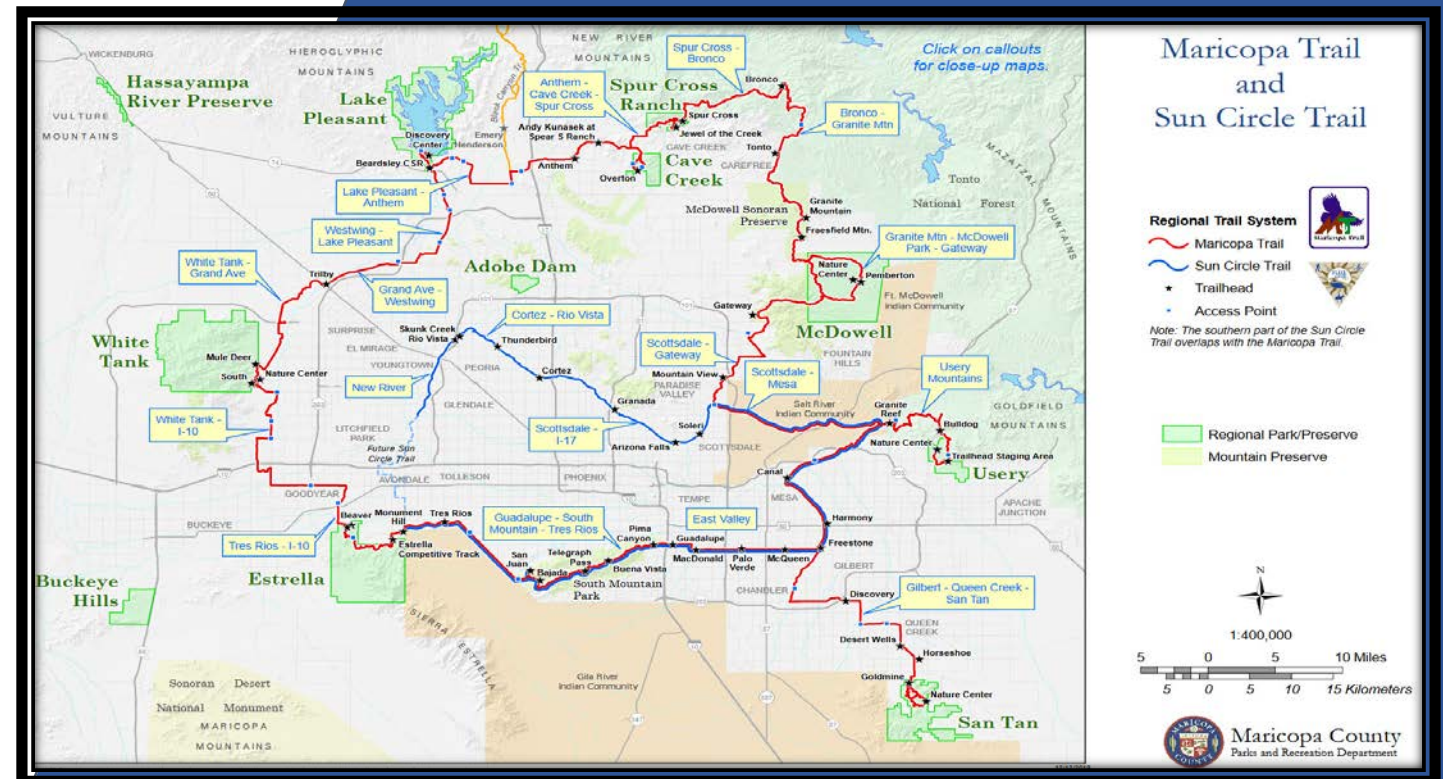 Maricopa Trail
and
Sun Circle Trail
Click on callouts
for close-up maps.
WICKENBURG
HIEROGLYPHIC
MOUNTAINS
NEW RIVER
MOUNTAINS
Hassayampa
River Preserve
VULTURE
MOUNTAINS
Lake
Pleasant
Discovery
Center
Beardsley CSR
Emery
Henderson
Black Canyon Tr.
Anthem -
Cave Creek -
Spur Cross
Spur Cross -
Bronco
Spur Cross
Ranch
Bronco
Bronco -
Granite Mtn
Andy Kunasek at
Spear S Ranch
Anthem
Spur Cross
Jewel of the Creek
CAVE CREEK
CAREFREE
Tonto
Overton
Cave
Creek
MAZATZAL
MOUNTAINS
Tonto
National Forest
Lake Pleasant -
Anthem
Westwing -
Lake Pleasant
White Tank -
Grand Ave
Trilby
Grand Ave -
Westwing
Adobe Dam
McDowell Sonoran
Preserve
Granite
Mountain
Fraesfield Mtn.
Granite Mtn - McDowell
Park - Gateway
Nature
Center
Pemberton
Ft. McDowell
Indian Community
McDowell
Gateway
FOUNTAIN
HILLS
White
Tank
Mule Deer
South
Nature Center
SURPRISE
EL MIRAGE
YOUNGTOWN
Skunk Creek
Rio Vista
Cortez - Rio Vista
Thunderbird
PEORIA
Cortez
New River
GLENDALE
Granada
Scottsdale -
Gateway
Mountain View
PARADISE
VALLEY
Scottsdale -
Mesa
Usery
Mountains
Salt River
Indian Community
Granite
Reef
GOLDFIELD
MOUNTAINS
Bulldog
Nature Center
Trailhead Staging Area
Usery
White Tank -
I-10
LITCHFIELD
PARK
Future Sun
Circle Trail
Scottsdale -
I-17
Soleri
Arizona Falls
SCOTTSDALE
AVONDALE
TOLLESON
PHOENIX
TEMPE
Canal
MESA
APACHE
JUNCTION
GOODYEAR
BUCKEYE
Beaver
Monument
Hill
Tres Rios
Tres Rios - I-10
Estrella
Competitive Track
Estrella
Guadalupe - South
Mountain - Tres Rios
Pima
Canyon
East Valley
Harmony
Guadalupe
Freestone
MacDonald
Palo
Verde
McQueen
San
Juan
Telegraph
Pass
Bajada
Buena Vista
South Mountain
Park
GILBERT
CHANDLER
Discovery
Gilbert - Queen Creek -
San Tan
QUEEN
CREEK
Desert Wells
Horseshoe
Goldmine
Nature Center
San Tan
Buckeye
Hills
SIERRA
ESTRELLA
Gila River
Indian Community
Sonoran Desert
National Monument
MARICOPA
MOUNTAINS
Regional Trail System
Maricopa Trail
Sun Circle Trail
Trailhead
Access Point
Note: The southern part of the Sun Circle
Trail overlaps with the Maricopa Trail.
Maricopa Trail
Regional Park/Preserve
Mountain Preserve
N
1:400,000
5 0 5 10 Miles
5 0 5 10 15 Kilometers
MARICOPA
COUNTY
Maricopa County
Parks and Recreation Department